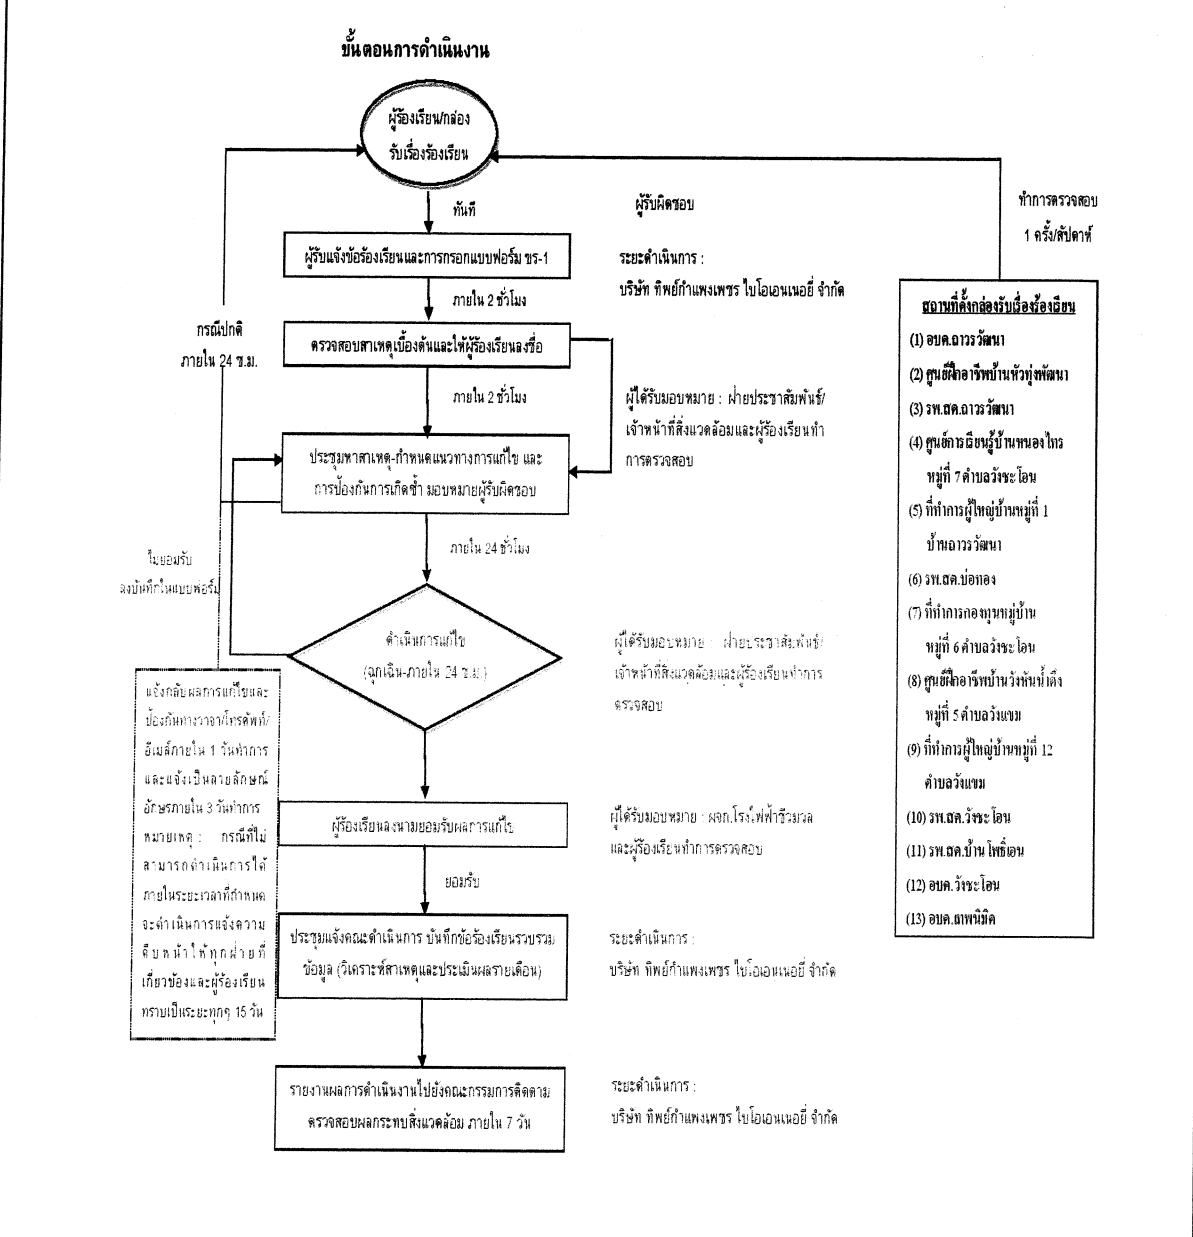 ขั้นตอนการดำเนินงาน
ผู้ร้องเรียน/กล่อง
รับเรื่องร้องเรียน
ทันที
ผู้รับผิดชอบ
ทำการตรวจสอบ
1 ครั้ง/สัปดาห์
ผู้รับแจ้งข้อร้องเรียนและการกรอกแบบฟอร์ม ขร-1
ระยะดำเนินการ :
บริษัท ทิพย์กำแพงเพชร ไบโอเอนเนอยี่ จำกัด
ภายใน 2 ชั่วโมง
กรณีปกติ
ภายใน 24 ช.ม.
ตรวจสอบสาเหตุเบื้องต้นและให้ผู้ร้องเรียนลงชื่อ
ภายใน 2 ชั่วโมง
ผู้ได้รับมอบหมาย : ฝ่ายประชาสัมพันธ์/
เจ้าหน้าที่สิ่งแวดล้อมและผู้ร้องเรียนทำ
การตรวจสอบ
ประชุมหาสาเหตุ-กำหนดแนวทางการแก้ไข และ
การป้องกันการเกิดซ้ำ มอบหมายผู้รับผิดชอบ
ภายใน 24 ชั่วโมง
ไม่ยอมรับ
ลงบันทึกในแบบฟอร์ม
ดำเนินการแก้ไข
(ฉุกเฉิน-ภายใน 24 ช.ม.)
ผู้ได้รับมอบหมาย : ฝ่ายประชาสัมพันธ์/
เจ้าหน้าที่สิ่งแวดล้อมและผู้ร้องเรียนทำการ
ตรวจสอบ
แจ้งกลับผลการแก้ไขและ
ป้องกันทางวาจา/โทรศัพท์/
อีเมล์ภายใน 1 วันทำการ
และแจ้งเป็นลายลักษณ์
อักษรภายใน 3 วันทำการ
หมายเหตุ : กรณีที่ไม่
สามารถดำเนินการได้
ภายในระยะเวลาที่กำหนด
จะดำเนินการแจ้งความ
คืบหน้าให้ทุกฝ่ายที่
เกี่ยวข้องและผู้ร้องเรียน
ทราบเป็นระยะทุกๆ 15 วัน
ผู้ร้องเรียนลงนามยอมรับผลการแก้ไข
ผู้ได้รับมอบหมาย : ผจก.โรงไฟฟ้าชีวมวล
และผู้ร้องเรียนทำการตรวจสอบ
ยอมรับ
ประชุมแจ้งคณะดำเนินการ บันทึกข้อร้องเรียนรวบรวม
ข้อมูล (วิเคราะห์สาเหตุและประเมินผลรายเดือน)
ระยะดำเนินการ :
บริษัท ทิพย์กำแพงเพชร ไบโอเอนเนอยี่ จำกัด
รายงานผลการดำเนินงานไปยังคณะกรรมการติดตาม
ตรวจสอบผลกระทบสิ่งแวดล้อม ภายใน 7 วัน
ระยะดำเนินการ :
บริษัท ทิพย์กำแพงเพชร ไบโอเอนเนอยี่ จำกัด
สถานที่ตั้งกล่องรับเรื่องร้องเรียน
(1) อบต.ถาวรวัฒนา
(2) ศูนย์ฝึกอาชีพบ้านหัวทุ่งพัฒนา
(3) รพ.สต.ถาวรวัฒนา
(4) ศูนย์การเรียนรู้บ้านหนองไทร
หมู่ที่ 7 ตำบลวังชะโอน
(5) ที่ทำการผู้ใหญ่บ้านหมู่ที่ 1
บ้านถาวรวัฒนา
(6) รพ.สต.บ่อทอง
(7) ที่ทำการกองทุนหมู่บ้าน
หมู่ที่ 6 ตำบลวังชะโอน
(8) ศูนย์ฝึกอาชีพบ้านวังหันน้ำดึง
หมู่ที่ 5 ตำบลวังแขม
(9) ที่ทำการผู้ใหญ่บ้านหมู่ที่ 12
ตำบลวังแขม
(10) รพ.สต.วังชะโอน
(11) รพ.สต.บ้านโพธิ์เอน
(12) อบต.วังชะโอน
(13) อบต.เทพนิมิต